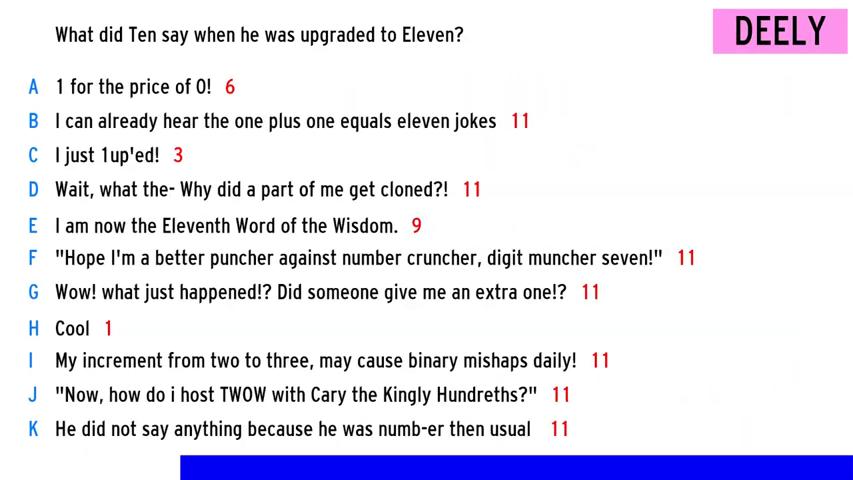 What did Ten say when he was upgraded to Eleven?
DEELY
A 1 for the price of 0! 6
B I can already hear the one plus one equals eleven jokes 11
C I just 1up'ed! 3
D Wait, what the- Why did a part of me get cloned?! 11
E I am now the Eleventh Word of the Wisdom. 9
F "Hope I'm a better puncher against number cruncher, digit muncher seven!" 11
G Wow! what just happened!? Did someone give me an extra one!? 11
H Cool 1
I My increment from two to three, may cause binary mishaps daily! 11
J "Now, how do i host TWOW with Cary the Kingly Hundreths?" 11
K He did not say anything because he was numb-er then usual 11